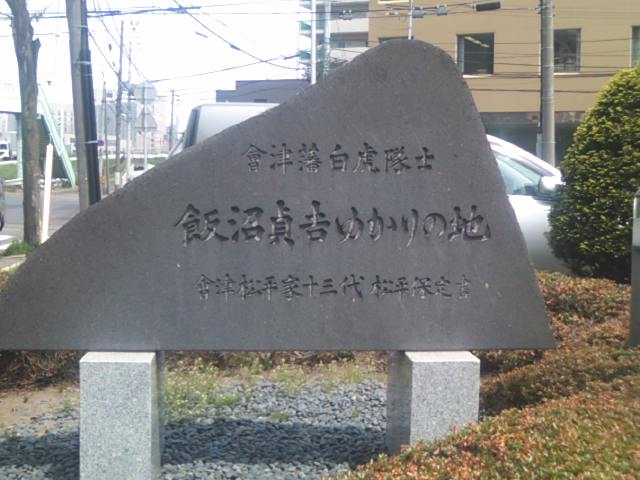 會津藩白虎隊士
飯沼貞吉ゆかりの地
會津松平家十三代 松平保定書